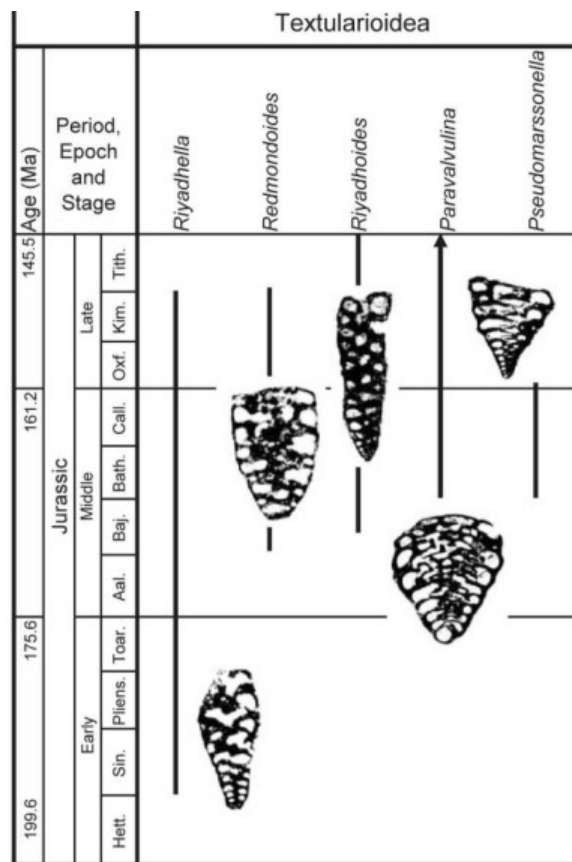 Textularioidea
Age (Ma)
Period,
Epoch
and
Stage
Riyadhella
Redmondoides
Riyadhoides
Paravalvulina
Pseudomarssonella
145.5
161.2
175.6
199.6
Jurassic
Late
Middle
Early
Tith.
Kim.
Oxf.
Call.
Bath.
Baj.
Aal.
Toar.
Pliens.
Sin.
Hett.